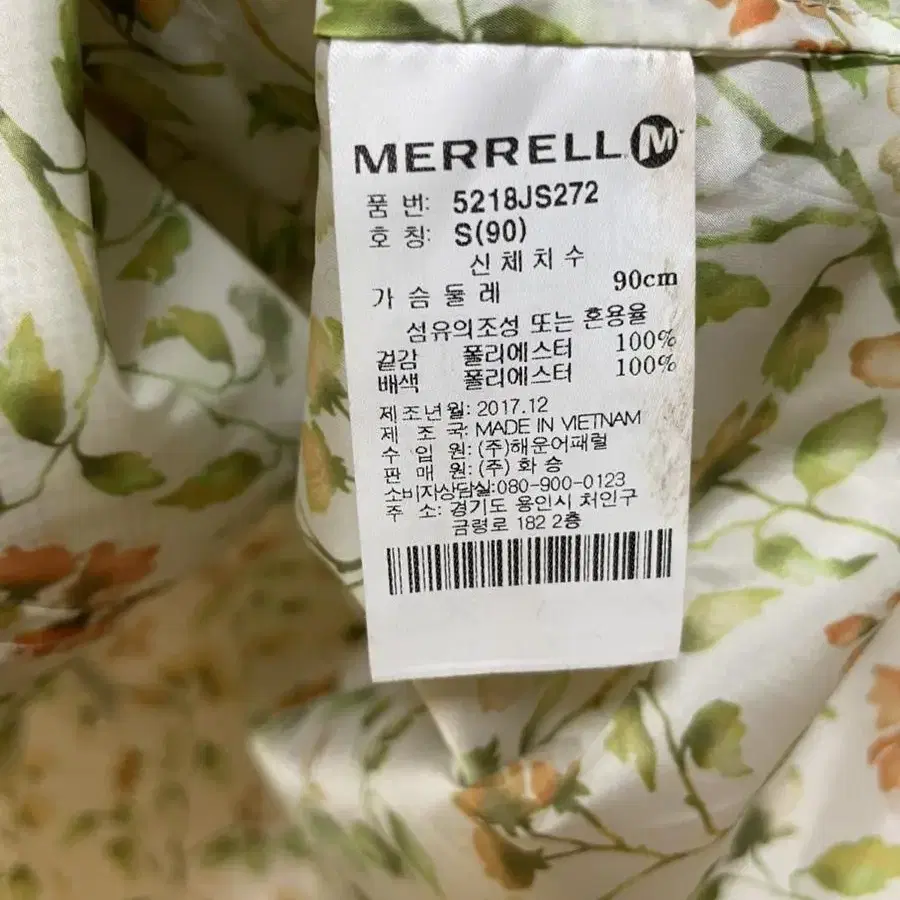 MERRELL M
품 번: 5218JS272
호 칭: S(90)
신 체 치 수
가 슴 둘 레 90cm
섬유의조성 또는 혼용율
겉감 폴리에스터 100%
배색 폴리에스터 100%
제조년월: 2017.12
제 조 국: MADE IN VIETNAM
수 입 원: (주)해운어패럴
판 매 원: (주) 화 승
소비자상담실:080-900-0123
주 소: 경기도 용인시 처인구
금령로 182 2층